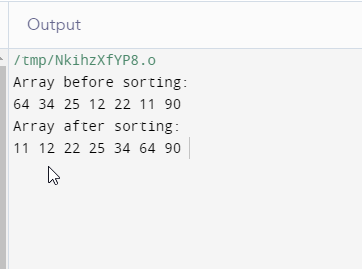 Output
/tmp/NkihzXfYP8.o
Array before sorting:
64 34 25 12 22 11 90
Array after sorting:
11 12 22 25 34 64 90